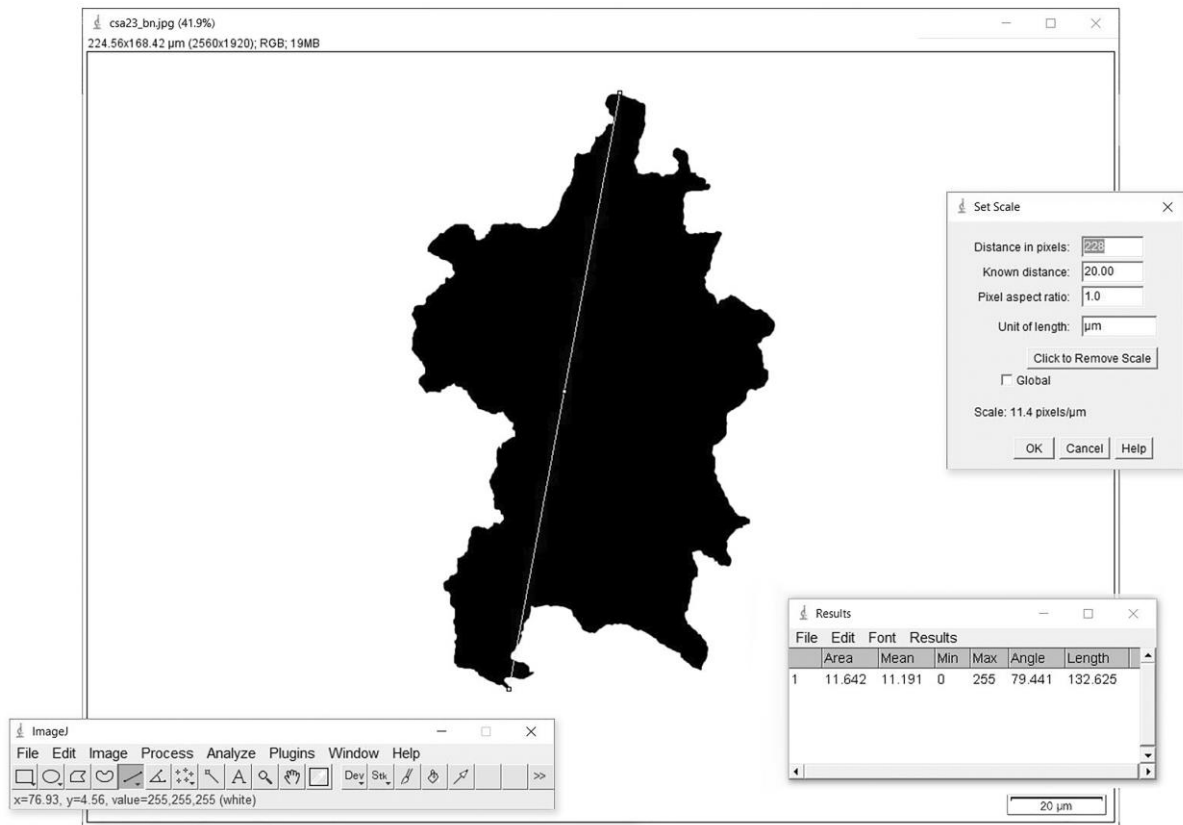 csa23_bn.jpg (41.9%)
224.56x168.42 µm (2560x1920); RGB; 19MB
Set Scale
Distance in pixels: 228
Known distance: 20.00
Pixel aspect ratio: 1.0
Unit of length: µm
Click to Remove Scale
Global
Scale: 11.4 pixels/µm
OK Cancel Help
Results
File Edit Font Results
Area Mean Min Max Angle Length
1 11.642 11.191 0 255 79.441 132.625
ImageJ
File Edit Image Process Analyze Plugins Window Help
A Dev Stk >>
x=76.93, y=4.56, value=255,255,255 (white)
20 µm